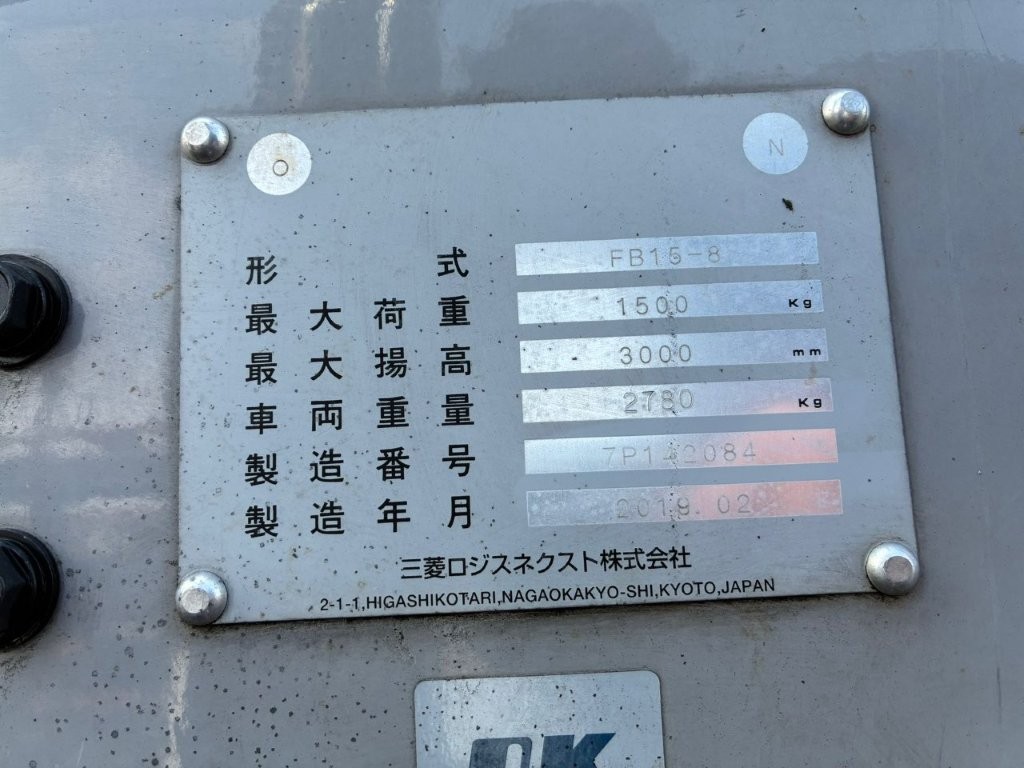 O N
形式 FB15-8
最大荷重 1500 Kg
最大揚高 3000 mm
車両重量 2780 Kg
製造番号
製造年月 2019.02
三菱ロジスネクスト株式会社
2-1-1,HIGASHIKOTARI,NAGAOKAKYO-SHI,KYOTO,JAPAN
OK